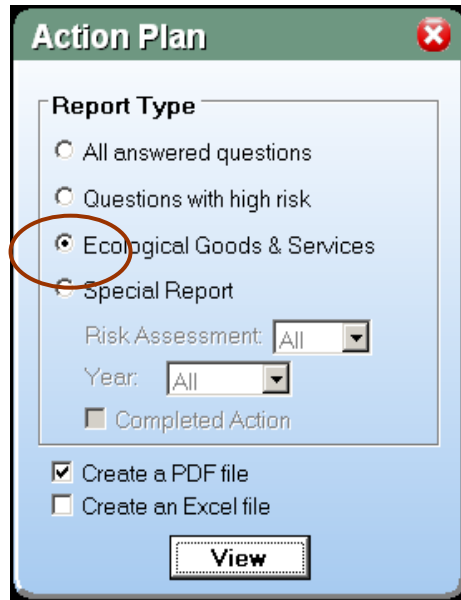 Action Plan
Report Type
All answered questions
Questions with high risk
Ecological Goods & Services
Special Report
Risk Assessment: All
Year: All
Completed Action
Create a PDF file
Create an Excel file
View